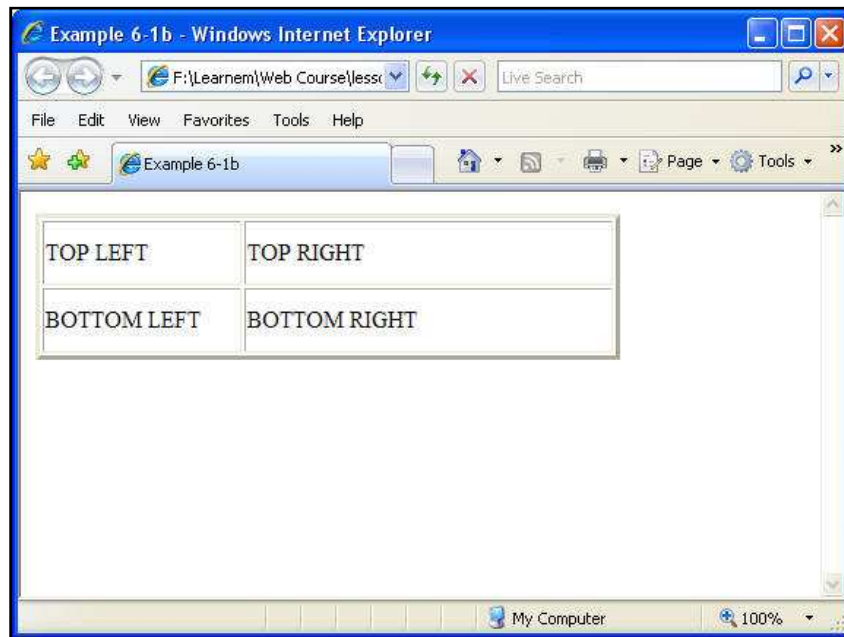 Example 6-1b - Windows Internet Explorer
F:\Learnem\Web Course\less Live Search
File Edit View Favorites Tools Help
Example 6-1b Page Tools »
TOP LEFT TOP RIGHT
BOTTOM LEFT BOTTOM RIGHT
My Computer 100%